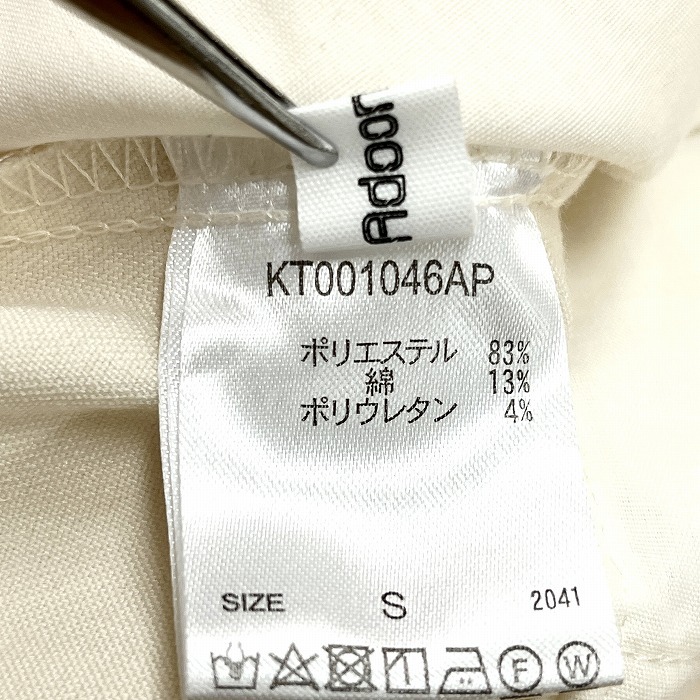 Adoor
KT001046AP
ポリエステル 83%
綿 13%
ポリウレタン 4%
SIZE S 2041
F W